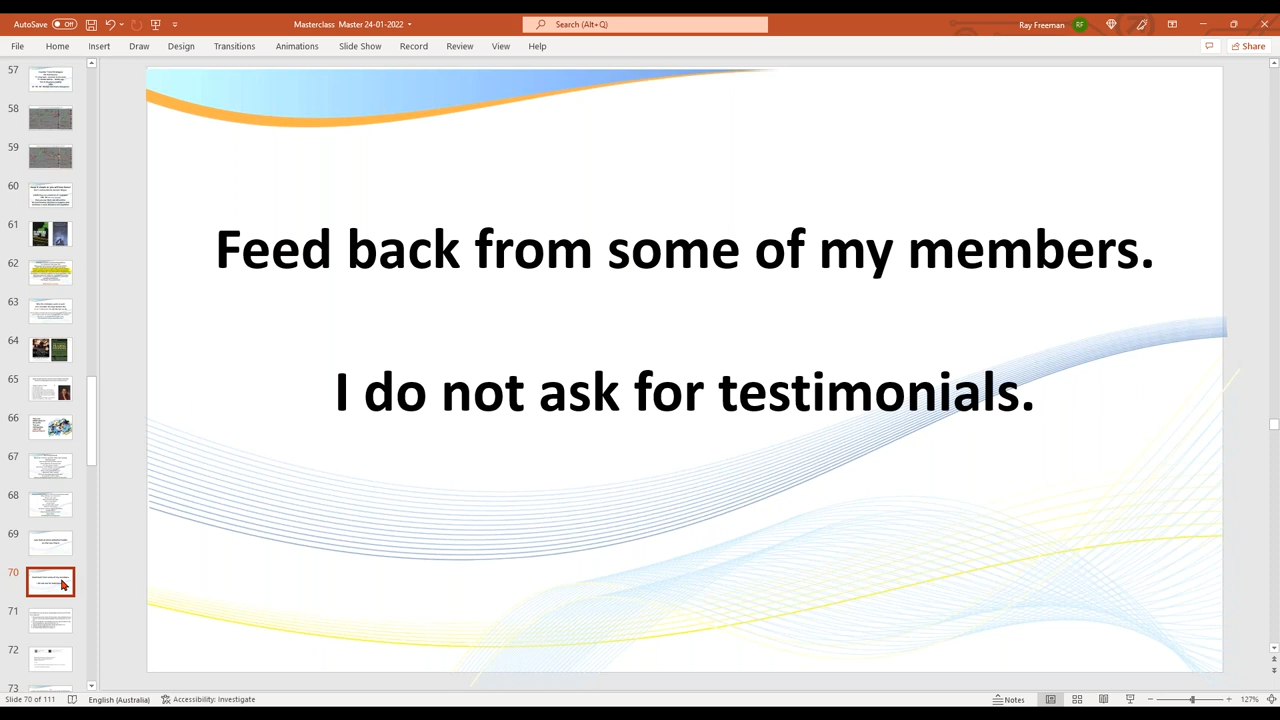 AutoSave Off
Masterclass Master 24-01-2022
Search (Alt+Q)
Ray Freeman RF
File Home Insert Draw Design Transitions Animations Slide Show Record Review View Help
Share
57
58
59
60
61
62
63
64
65
66
67
68
69
70
71
72
73
Feed back from some of my members.
I do not ask for testimonials.
Slide 70 of 111 English (Australia) Accessibility: Investigate Notes 127%